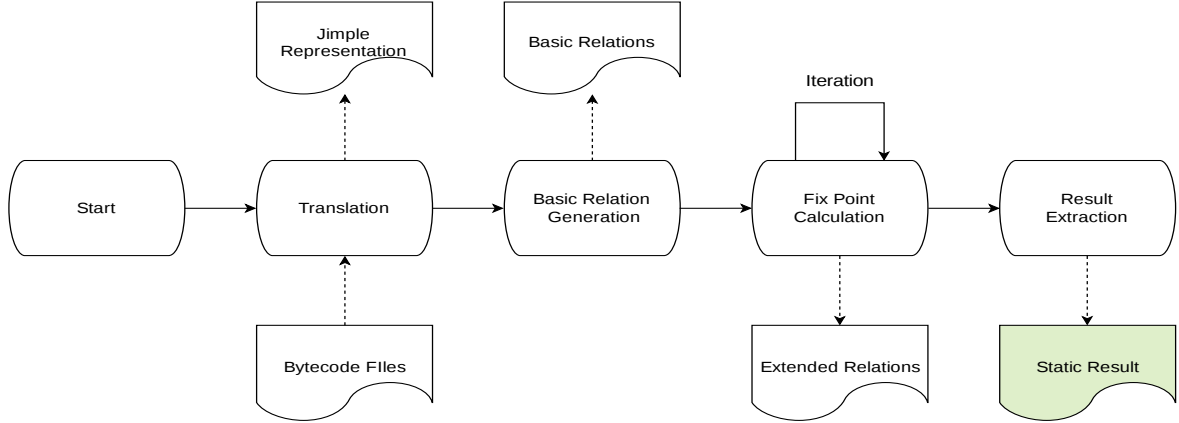 Jimple
Representation
Basic Relations
Iteration
Start
Translation
Basic Relation
Generation
Fix Point
Calculation
Result
Extraction
Bytecode FIles
Extended Relations
Static Result